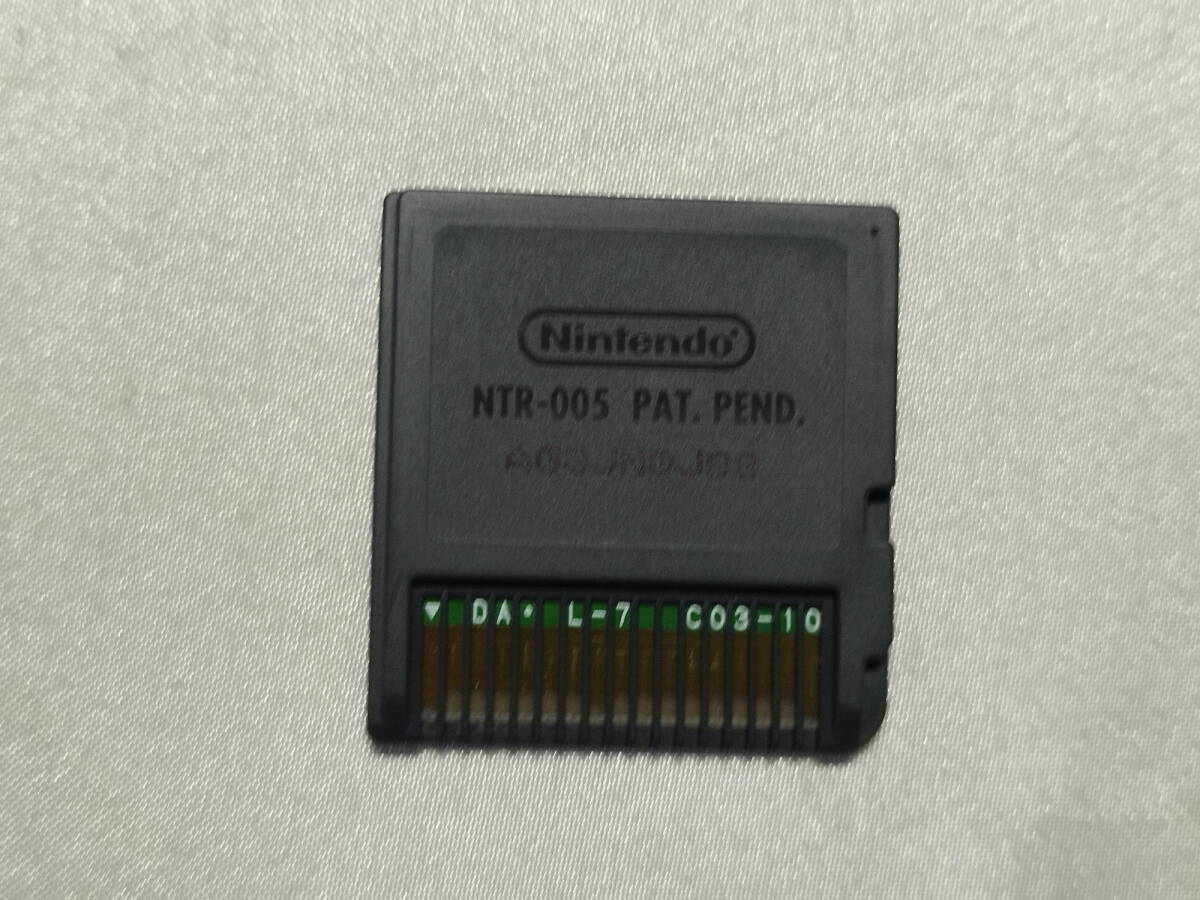 Nintendo®
NTR-005 PAT. PEND.
▼ DA• L-7 C03-10